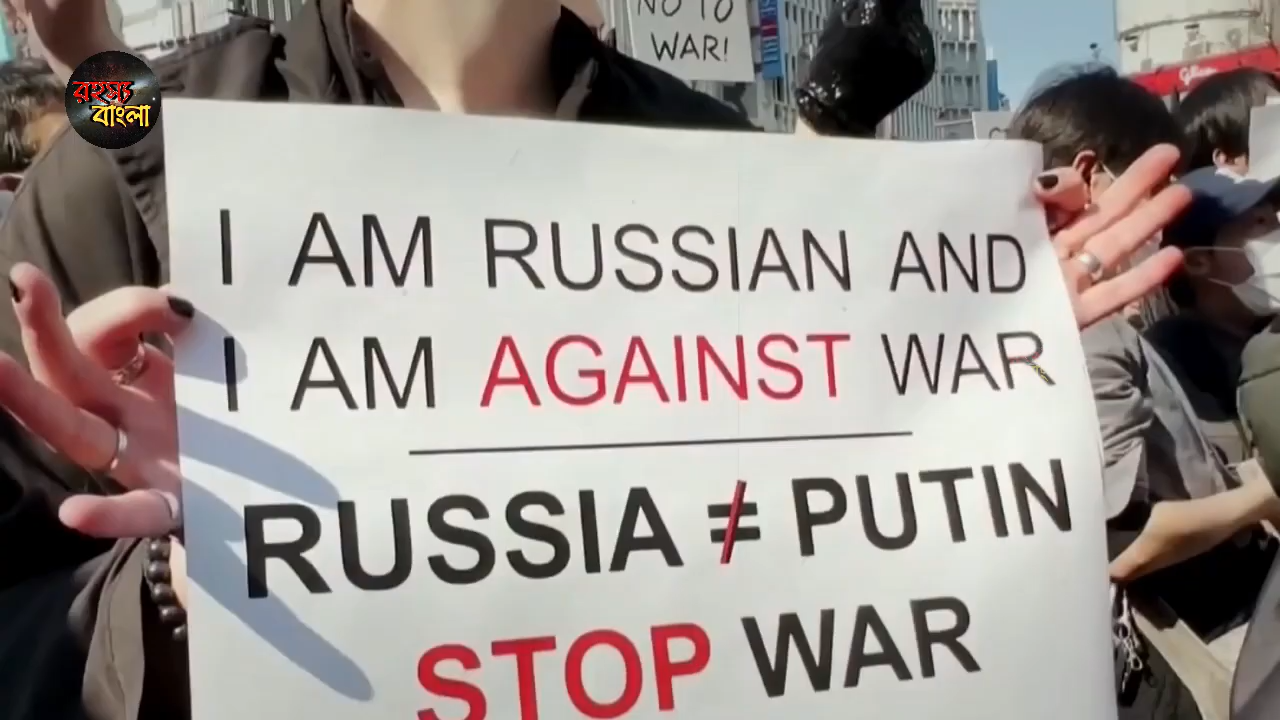 NO TO
WAR!
রহস্য
বাংলা
I AM RUSSIAN AND
I AM AGAINST WAR
RUSSIA ≠ PUTIN
STOP WAR